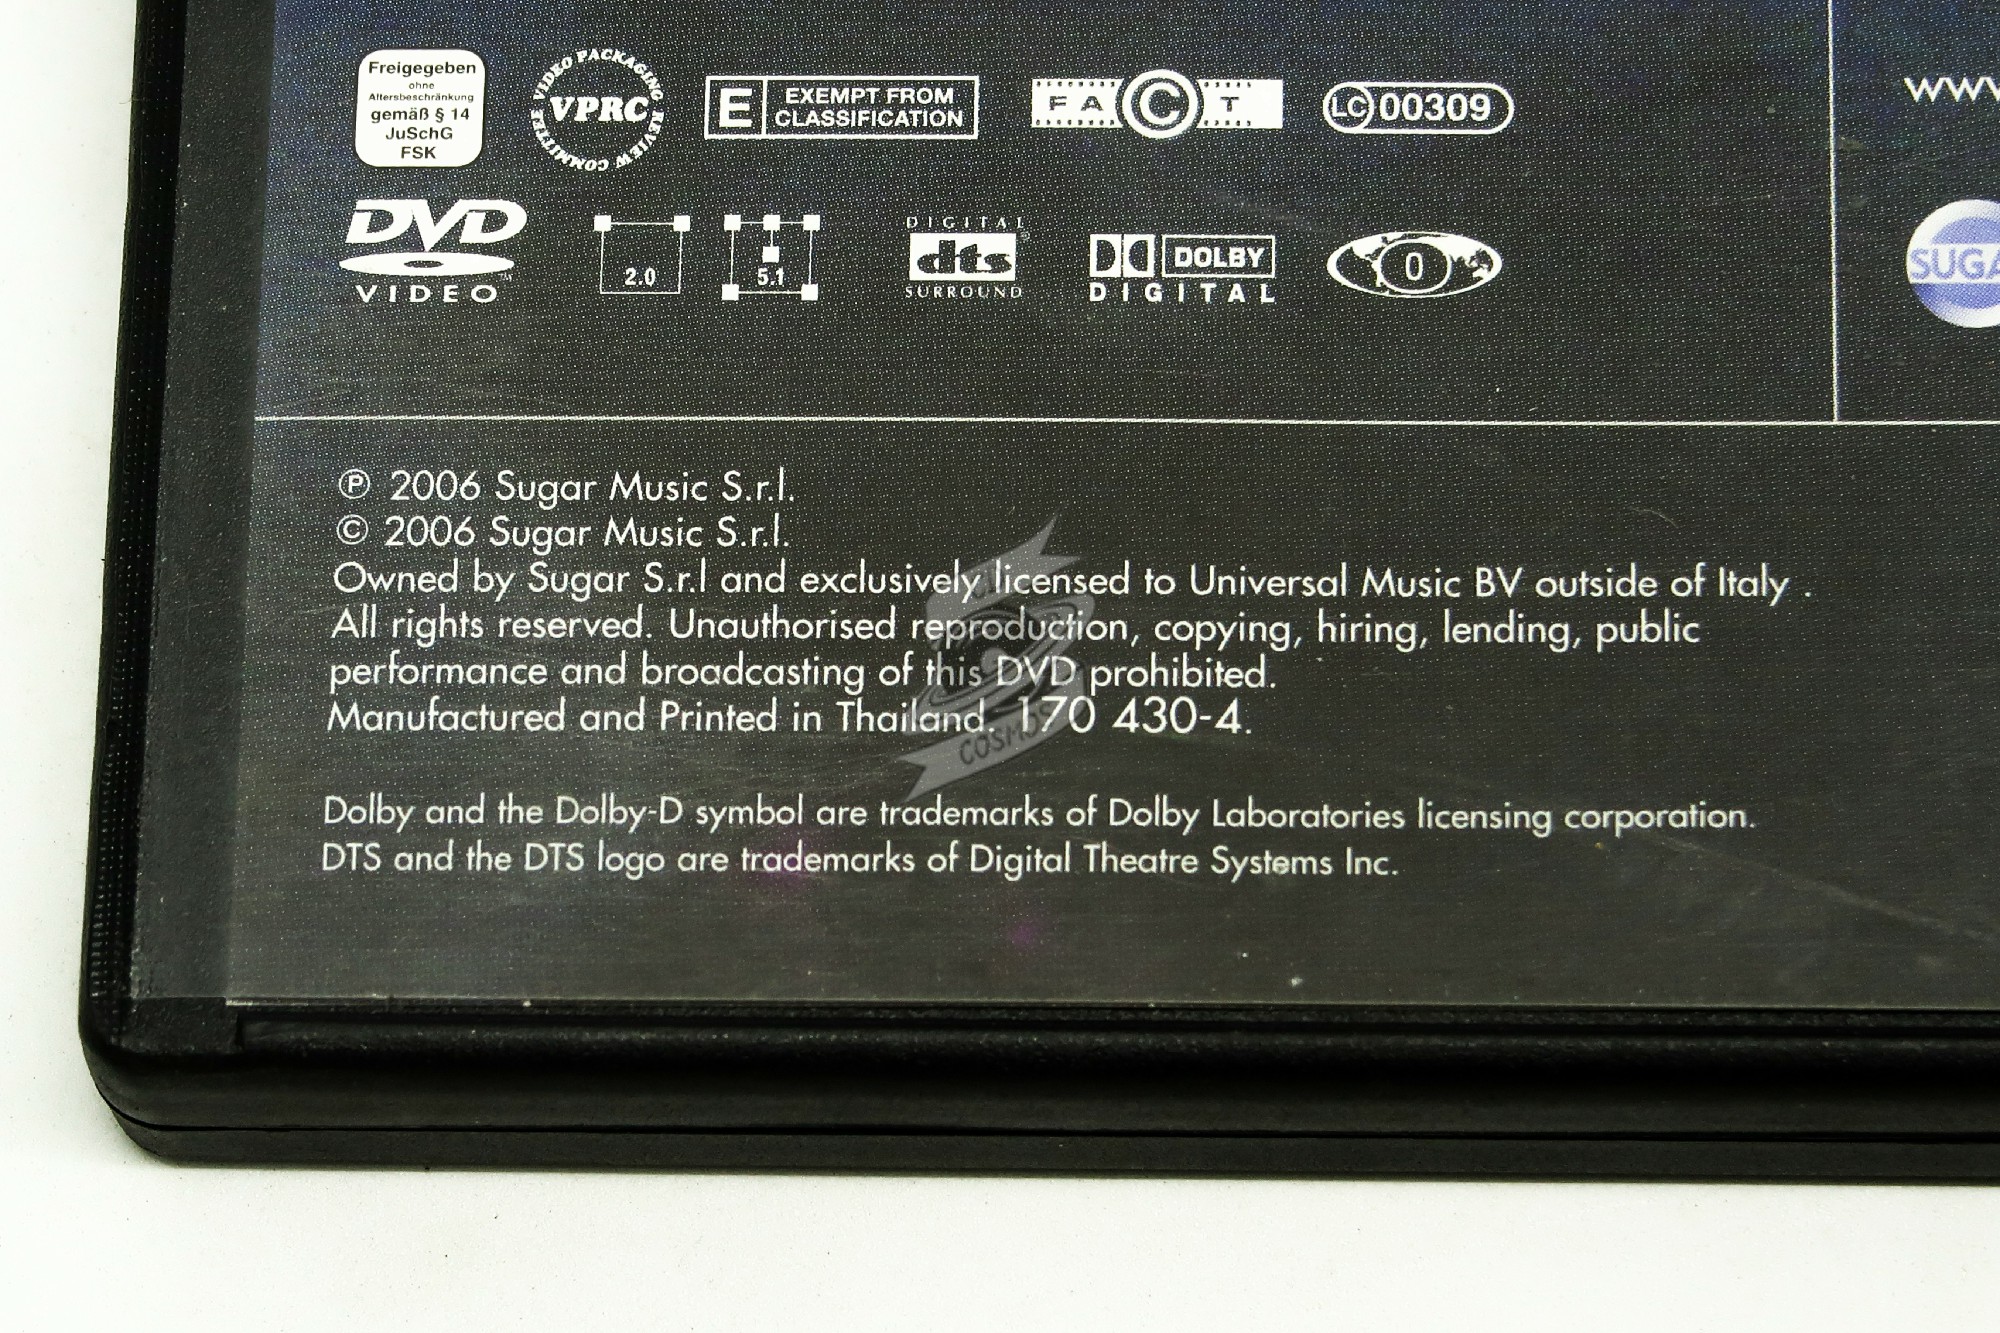 Freigegeben
ohne
Altersbeschränkung
gemäß § 14
JuSchG
FSK
VIDEO PACKAGING REVIEW COMMITTEE
VPRC
E EXEMPT FROM
CLASSIFICATION
FACT
LC 00309
WWW
DVD
VIDEO
2.0
5.1
DIGITAL
dts
SURROUND
DOLBY
DIGITAL
0
SUGA
℗ 2006 Sugar Music S.r.l.
© 2006 Sugar Music S.r.l.
Owned by Sugar S.r.l and exclusively licensed to Universal Music BV outside of Italy .
All rights reserved. Unauthorised reproduction, copying, hiring, lending, public
performance and broadcasting of this DVD prohibited.
Manufactured and Printed in Thailand. 170 430-4.
COSMOS
Dolby and the Dolby-D symbol are trademarks of Dolby Laboratories licensing corporation.
DTS and the DTS logo are trademarks of Digital Theatre Systems Inc.